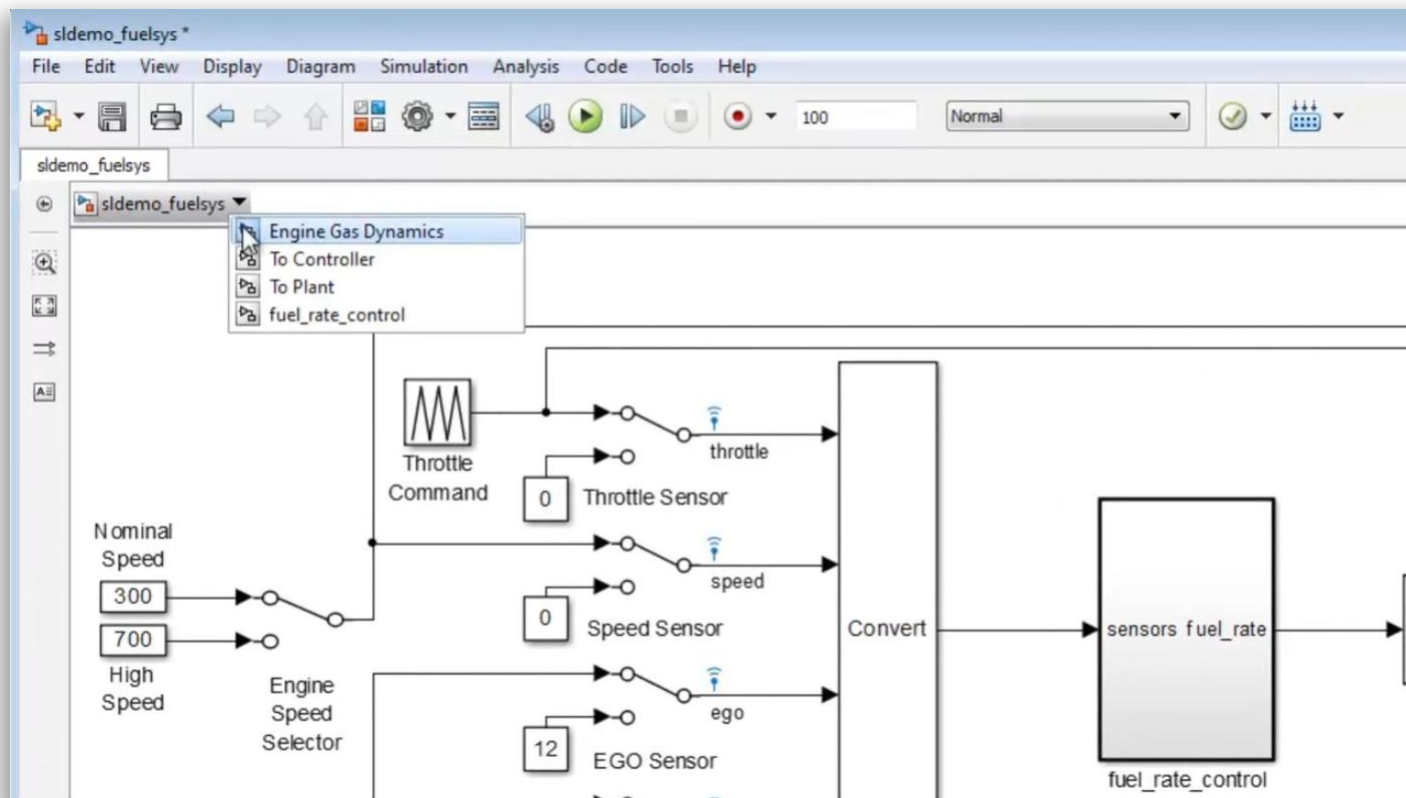 sldemo_fuelsys *
File Edit View Display Diagram Simulation Analysis Code Tools Help
100 Normal
sldemo_fuelsys
sldemo_fuelsys
Engine Gas Dynamics
To Controller
To Plant
fuel_rate_control
Throttle
Command
throttle
0
Throttle Sensor
Nominal
Speed
300
700
High
Speed
Engine
Speed
Selector
speed
0
Speed Sensor
ego
12
EGO Sensor
Convert
sensors fuel_rate
fuel_rate_control